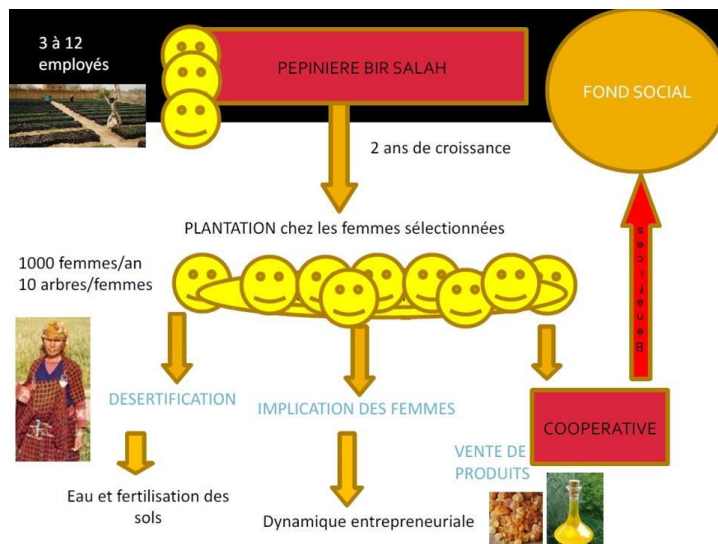 3 à 12
employés
PEPINIERE BIR SALAH
FOND SOCIAL
2 ans de croissance
PLANTATION chez les femmes sélectionnées
1000 femmes/an
10 arbres/femmes
Benefices
DESERTIFICATION
IMPLICATION DES FEMMES
COOPERATIVE
VENTE DE
PRODUITS
Eau et fertilisation des
sols
Dynamique entrepreneuriale